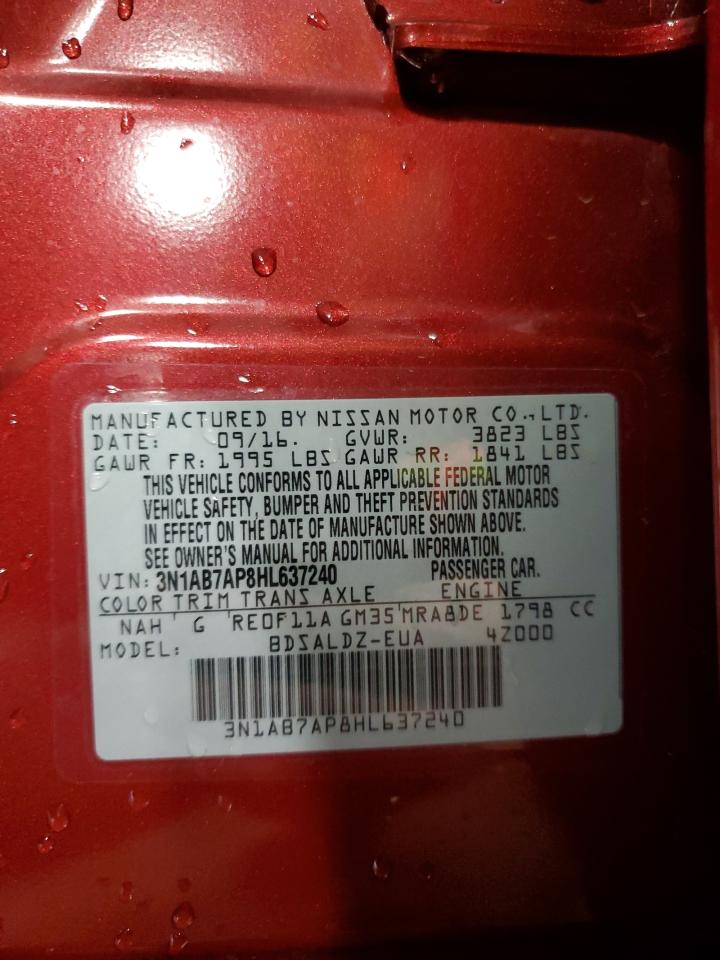 MANUFACTURED BY NISSAN MOTOR CO., LTD.
DATE: 09/16. GVWR: 3823 LBS
GAWR FR: 1995 LBS GAWR RR: 1841 LBS
THIS VEHICLE CONFORMS TO ALL APPLICABLE FEDERAL MOTOR
VEHICLE SAFETY, BUMPER AND THEFT PREVENTION STANDARDS
IN EFFECT ON THE DATE OF MANUFACTURE SHOWN ABOVE.
SEE OWNER'S MANUAL FOR ADDITIONAL INFORMATION.
VIN: 3N1AB7AP8HL637240 PASSENGER CAR.
COLOR TRIM TRANS AXLE ENGINE
NAH G RE0F11A GM35 MRA8DE 1798 CC
MODEL: BDSALDZ-EUA 4Z000
3N1AB7AP8HL637240